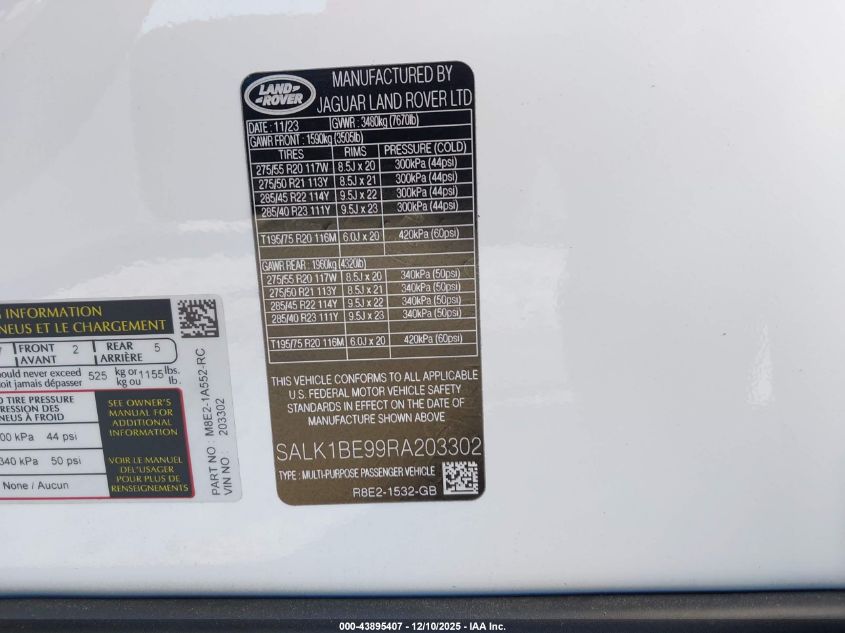 LAND ROVER
MANUFACTURED BY
JAGUAR LAND ROVER LTD
DATE : 11/23 GVWR : 3480kg (7670lb)
GAWR FRONT : 1590kg (3505lb)
TIRES RIMS PRESSURE (COLD)
275/55 R20 117W 8.5J x 20 300kPa (44psi)
275/50 R21 113Y 8.5J x 21 300kPa (44psi)
285/45 R22 114Y 9.5J x 22 300kPa (44psi)
285/40 R23 111Y 9.5J x 23 300kPa (44psi)
T195/75 R20 116M 6.0J x 20 420kPa (60psi)
GAWR REAR : 1960kg (4320lb)
275/55 R20 117W 8.5J x 20 340kPa (50psi)
275/50 R21 113Y 8.5J x 21 340kPa (50psi)
285/45 R22 114Y 9.5J x 22 340kPa (50psi)
285/40 R23 111Y 9.5J x 23 340kPa (50psi)
T195/75 R20 116M 6.0J x 20 420kPa (60psi)
THIS VEHICLE CONFORMS TO ALL APPLICABLE
U.S. FEDERAL MOTOR VEHICLE SAFETY
STANDARDS IN EFFECT ON THE DATE OF
MANUFACTURE SHOWN ABOVE
SALK1BE99RA203302
TYPE : MULTI-PURPOSE PASSENGER VEHICLE
R8E2-1532-GB
INFORMATION
NEUS ET LE CHARGEMENT
7 FRONT 2 REAR 5
AVANT ARRIÈRE
ould never exceed 525 kg or 1155 lbs.
oit jamais dépasser kg ou lb.
D TIRE PRESSURE
RESSION DES
NEUS À FROID
00 kPa 44 psi
340 kPa 50 psi
None / Aucun
SEE OWNER'S
MANUAL FOR
ADDITIONAL
INFORMATION
VOIR LE MANUEL
DEL'USAGER
POUR PLUS DE
RENSEIGNEMENTS
PART NO : M8E2-1A552-RC
VIN NO : 203302
000-43895407 - 12/10/2025 - IAA Inc.